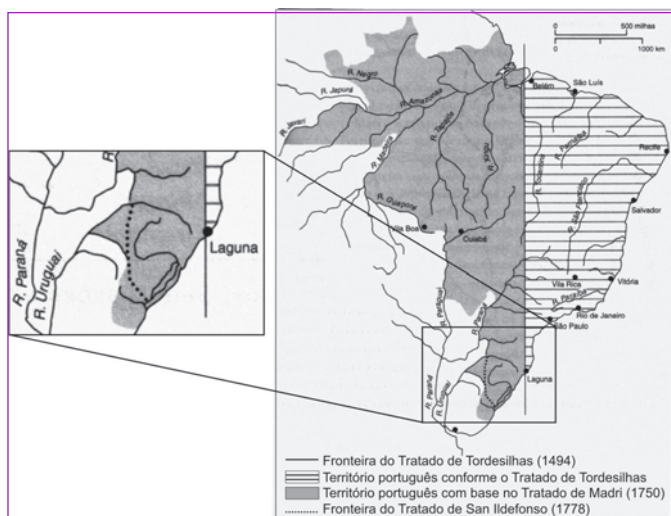 0 500 milhas
0 1000 km
R. Negro
R. Japurá
R. Javari
R. Amazonas
R. Madeira
R. Tapajós
R. Xingu
Belém
São Luís
R. Tocantins
R. Parnaíba
Recife
R. São Francisco
Salvador
R. Guaporé
Vila Boa
Cuiabá
Vila Rica
Vitória
R. Paraíba
Rio de Janeiro
São Paulo
R. Paraguai
R. Paraná
Laguna
R. Paraná
R. Uruguai
R.
Laguna
R. Paraná
R. Uruguai
Fronteira do Tratado de Tordesilhas (1494)
Território português conforme o Tratado de Tordesilhas
Território português com base no Tratado de Madri (1750)
Fronteira do Tratado de San Ildefonso (1778)